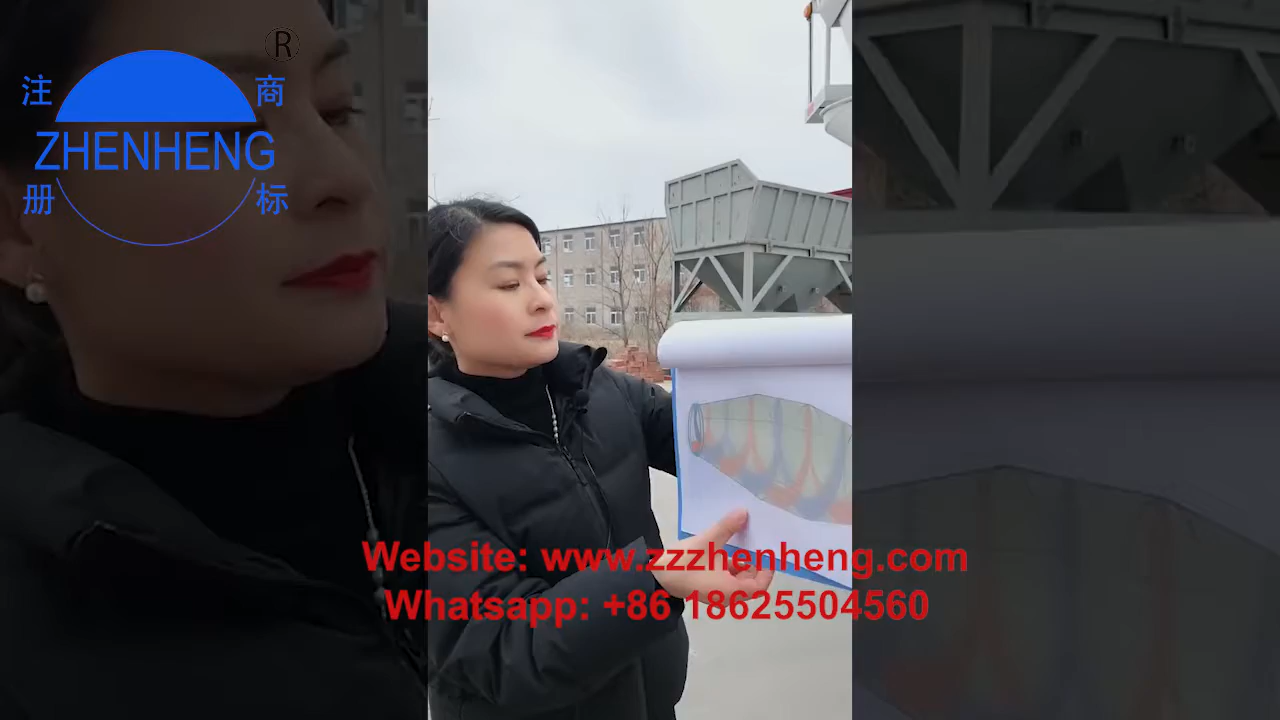 ®
注 商
ZHENHENG
册 标
Website: www.zzzhenheng.com
Whatsapp: +86 18625504560